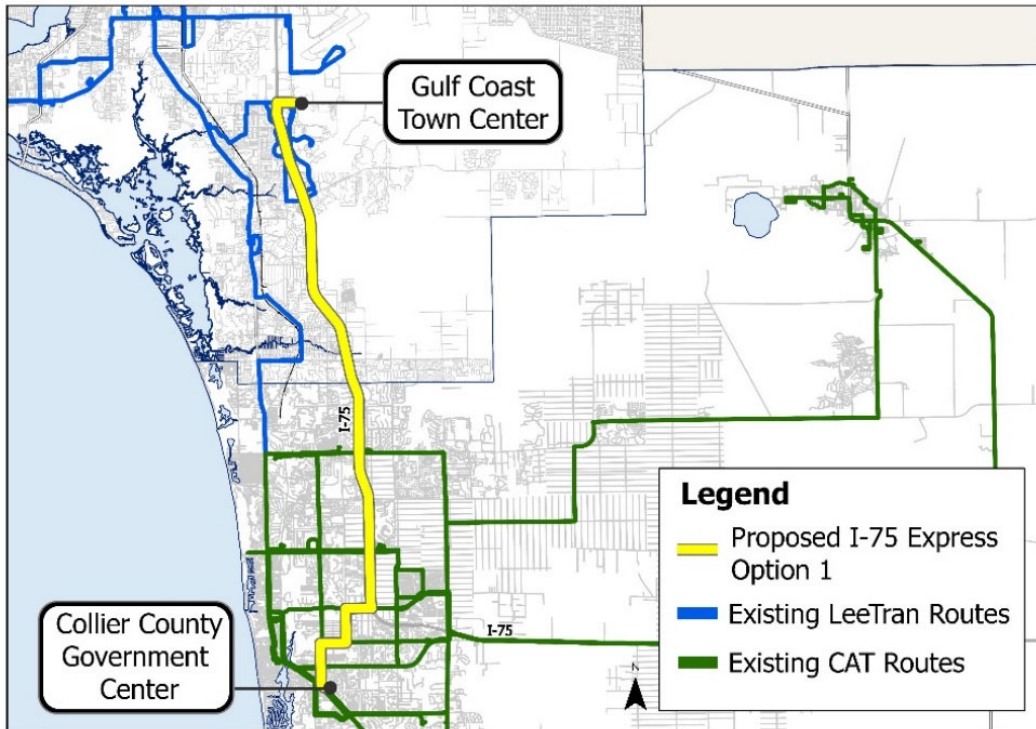 Gulf Coast
Town Center
I-75
Collier County
Government
Center
I-75
N
Legend
Proposed I-75 Express
Option 1
Existing LeeTran Routes
Existing CAT Routes